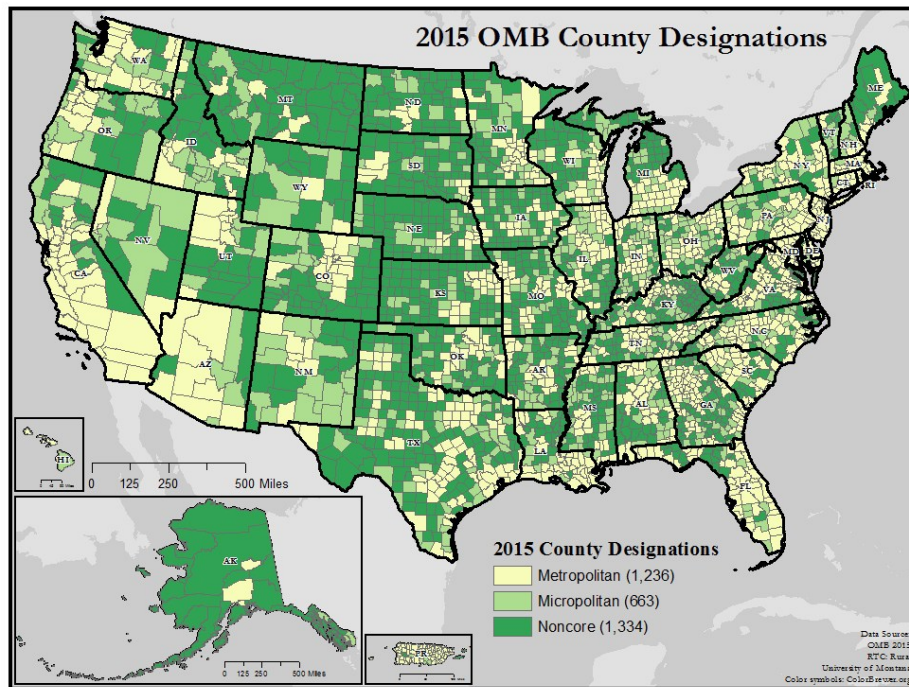 2015 OMB County Designations
WA
MT
ND
MN
ME
OR
ID
SD
WI
MI
VT
NH
NY
MA
CT
RI
WY
NE
IA
PA
NJ
NV
UT
CO
IL
IN
OH
MD
DE
CA
KS
MO
WV
VA
KY
AZ
NM
OK
AR
TN
NC
SC
TX
LA
MS
AL
GA
FL
HI
0 125 250 500 Miles
AK
0 125 250 500 Miles
PR
2015 County Designations
Metropolitan (1,236)
Micropolitan (663)
Noncore (1,334)
Data Source:
OMB 2015
RTC: Rura
University of Montana
Color symbols: ColorBrewer.org